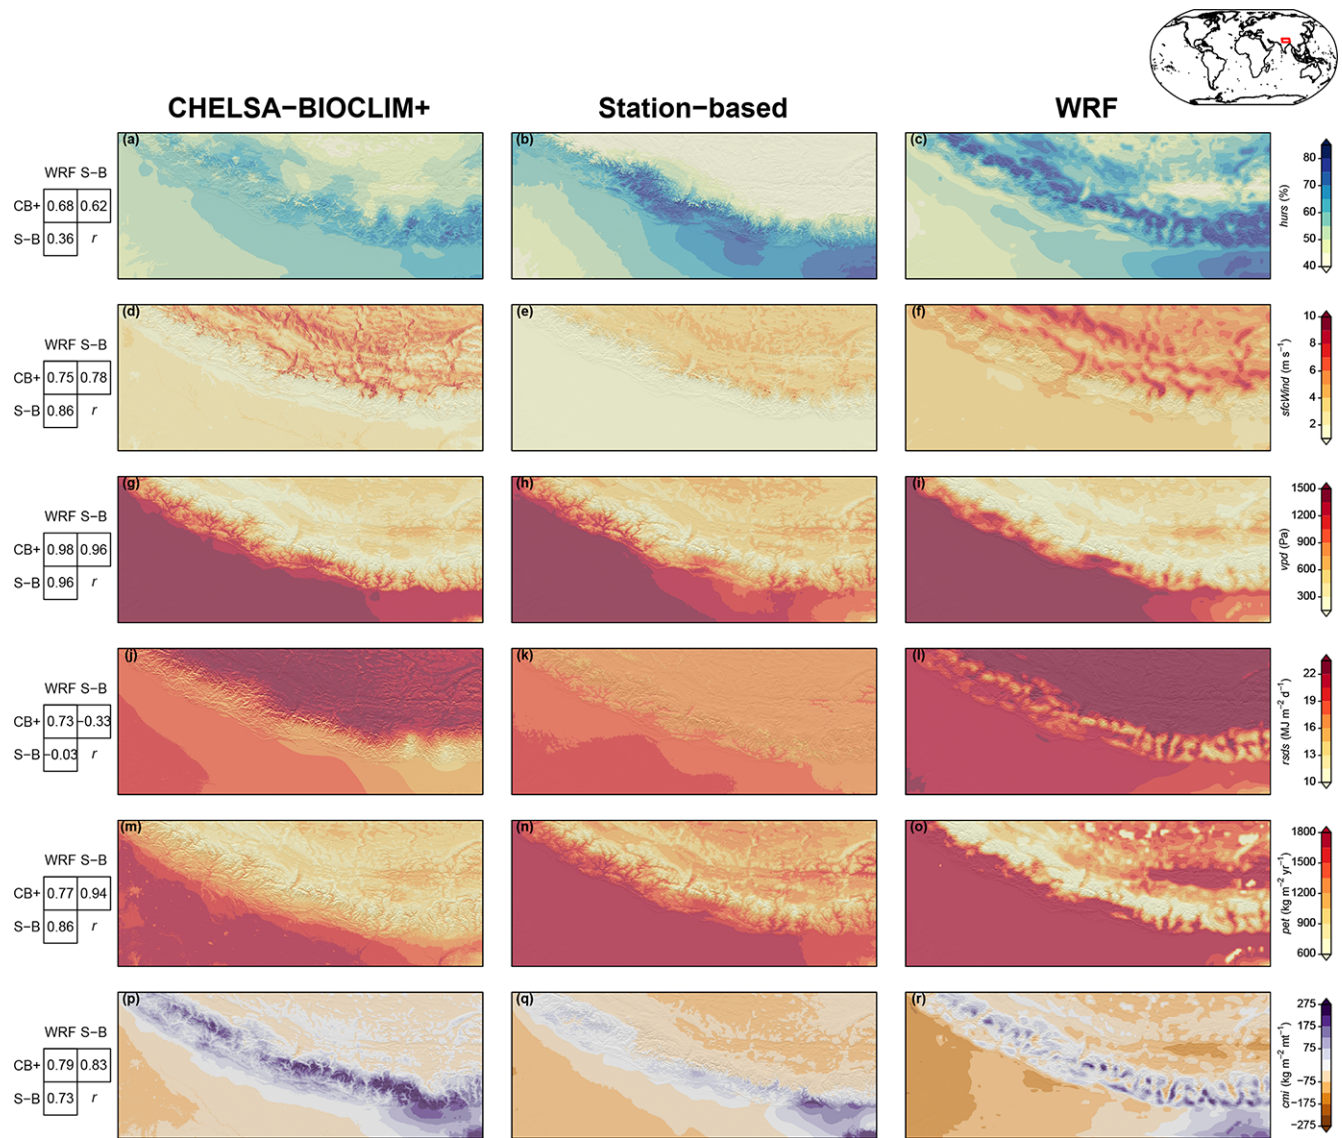 CHELSA−BIOCLIM+ Station−based WRF
(a) (b) (c)
WRF S−B
CB+ 0.68 0.62
S−B 0.36 r
80
70
60
50
40
hurs (%)
(d) (e) (f)
WRF S−B
CB+ 0.75 0.78
S−B 0.86 r
10
8
6
4
2
sfcWind (m s−1)
(g) (h) (i)
WRF S−B
CB+ 0.98 0.96
S−B 0.96 r
1500
1200
900
600
300
vpd (Pa)
(j) (k) (l)
WRF S−B
CB+ 0.73 −0.33
S−B −0.03 r
22
19
16
13
10
rsds (MJ m−2 d−1)
(m) (n) (o)
WRF S−B
CB+ 0.77 0.94
S−B 0.86 r
1800
1500
1200
900
600
pet (kg m−2 yr−1)
(p) (q) (r)
WRF S−B
CB+ 0.79 0.83
S−B 0.73 r
275
175
75
−75
−175
−275
cmi (kg m−2 mt−1)